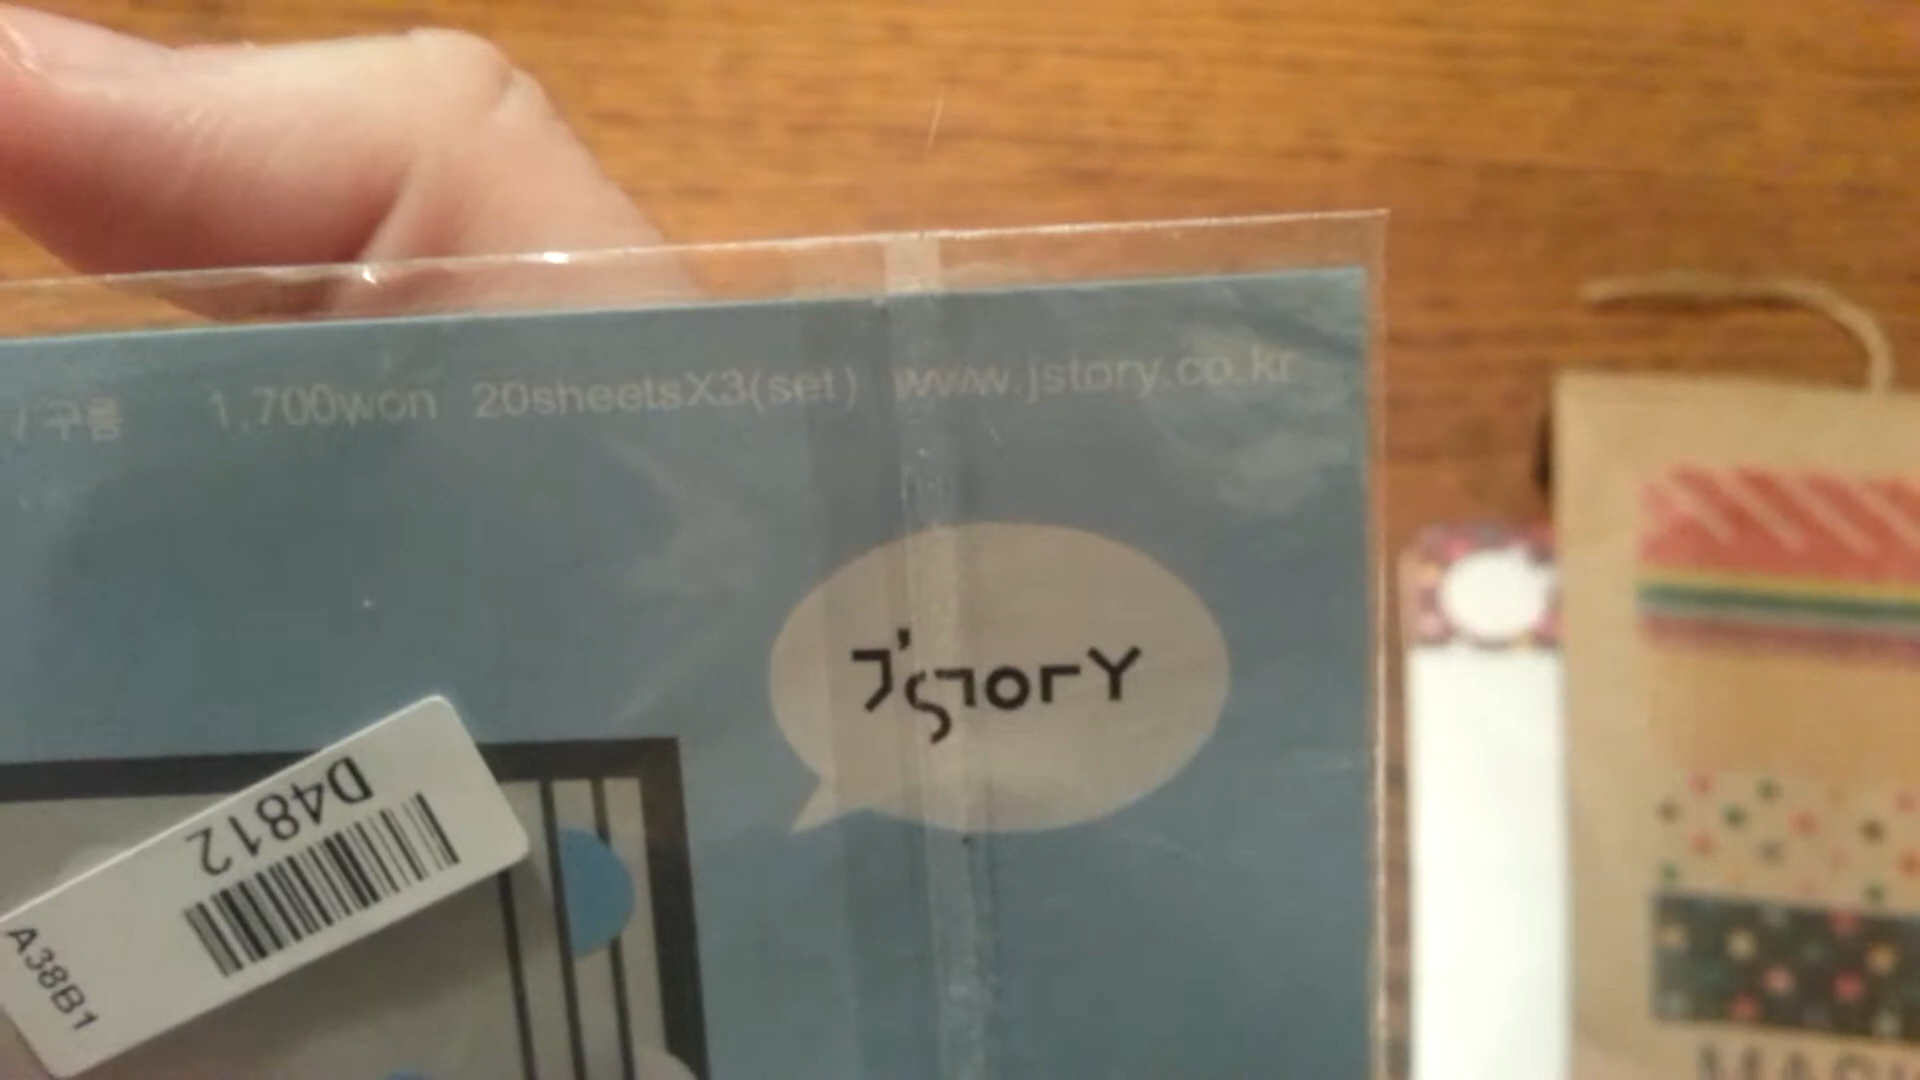 / 구름 1,700won 20sheetsX3(set) www.jstory.co.kr
J'story
D4812
A38B1